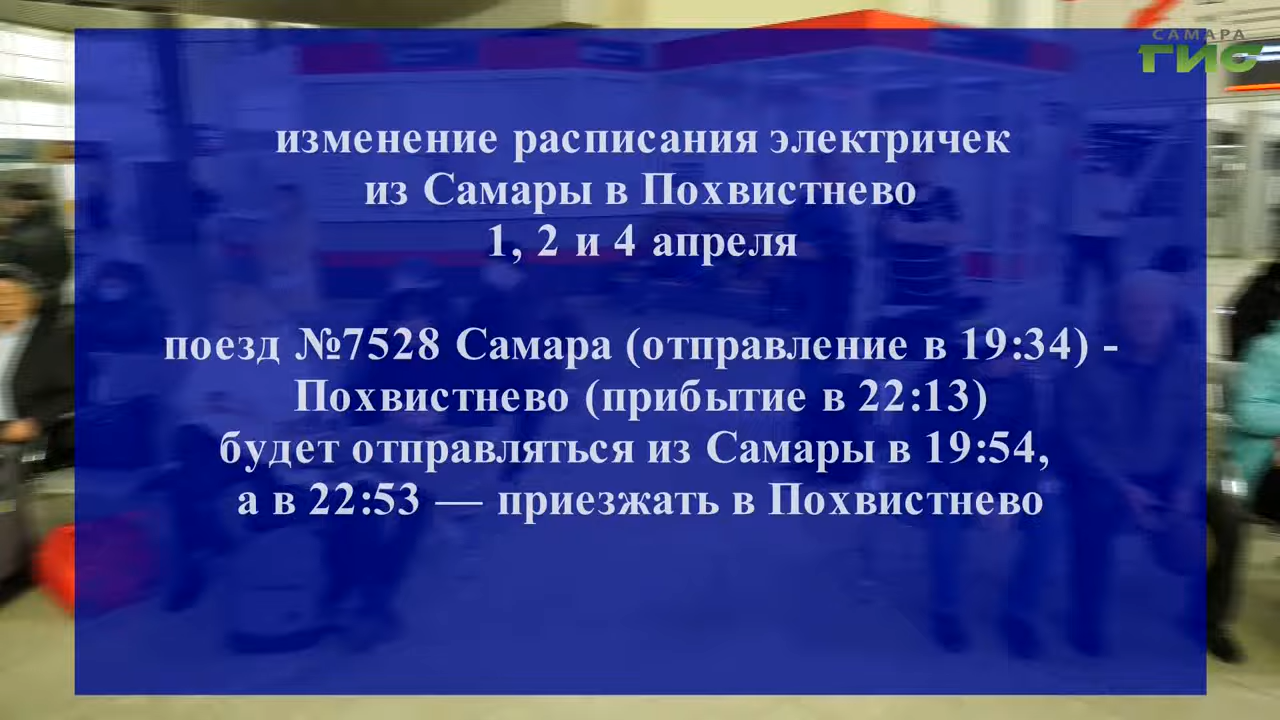 САМАРА
ГИС
изменение расписания электричек
из Самары в Похвистнево
1, 2 и 4 апреля
поезд №7528 Самара (отправление в 19:34) -
Похвистнево (прибытие в 22:13)
будет отправляться из Самары в 19:54,
а в 22:53 — приезжать в Похвистнево